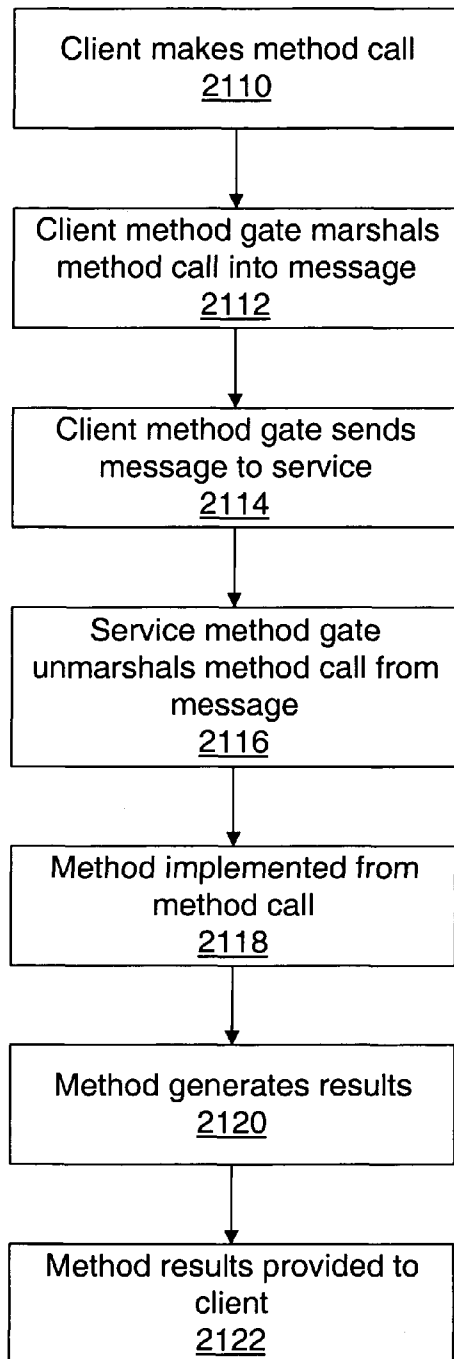 Client makes method call
2110
Client method gate marshals
method call into message
2112
Client method gate sends
message to service
2114
Service method gate
unmarshals method call from
message
2116
Method implemented from
method call
2118
Method generates results
2120
Method results provided to
client
2122